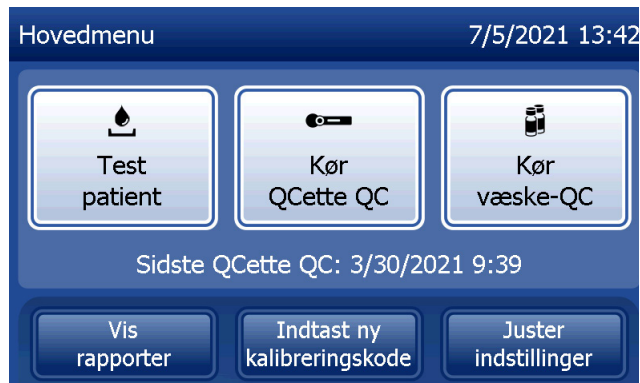 Hovedmenu 7/5/2021 13:42
Test Kør Kør
patient QCette QC væske-QC
Sidste QCette QC: 3/30/2021 9:39
Vis Indtast ny Juster
rapporter kalibreringskode indstillinger